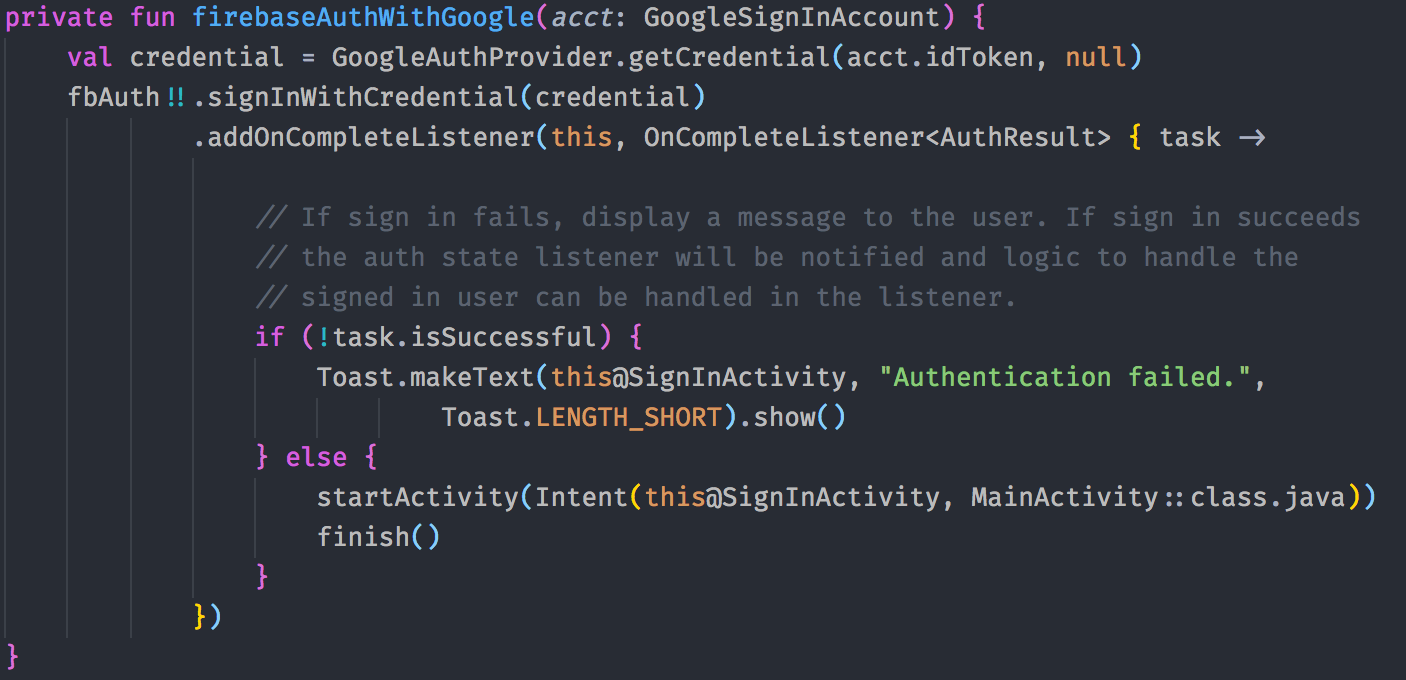 private fun firebaseAuthWithGoogle(acct: GoogleSignInAccount) {
    val credential = GoogleAuthProvider.getCredential(acct.idToken, null)
    fbAuth!!.signInWithCredential(credential)
            .addOnCompleteListener(this, OnCompleteListener<AuthResult> { task ->
                // If sign in fails, display a message to the user. If sign in succeeds
                // the auth state listener will be notified and logic to handle the
                // signed in user can be handled in the listener.
                if (!task.isSuccessful) {
                    Toast.makeText(this@SignInActivity, "Authentication failed.",
                            Toast.LENGTH_SHORT).show()
                } else {
                    startActivity(Intent(this@SignInActivity, MainActivity::class.java))
                    finish()
                }
            })
}